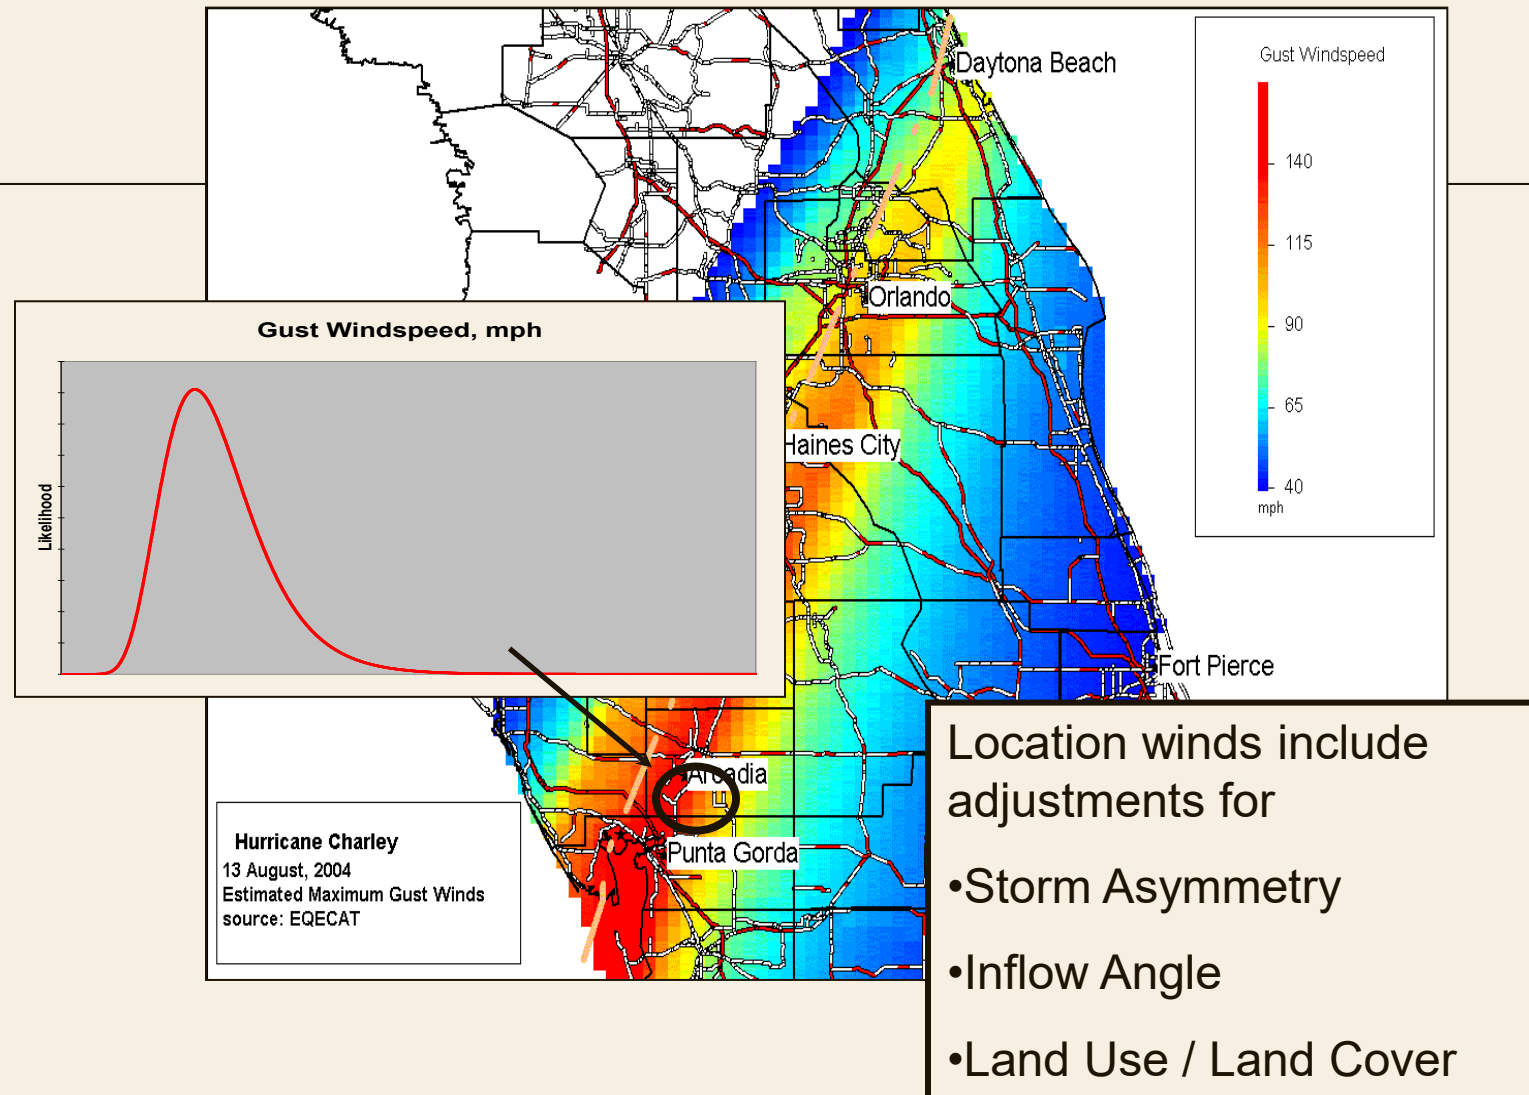 Daytona Beach
Gust Windspeed
140
115
90
65
40
mph
Orlando
Gust Windspeed, mph
Likelihood
Haines City
Fort Pierce
Arcadia
Punta Gorda
Hurricane Charley
13 August, 2004
Estimated Maximum Gust Winds
source: EQECAT
Location winds include
adjustments for
•Storm Asymmetry
•Inflow Angle
•Land Use / Land Cover